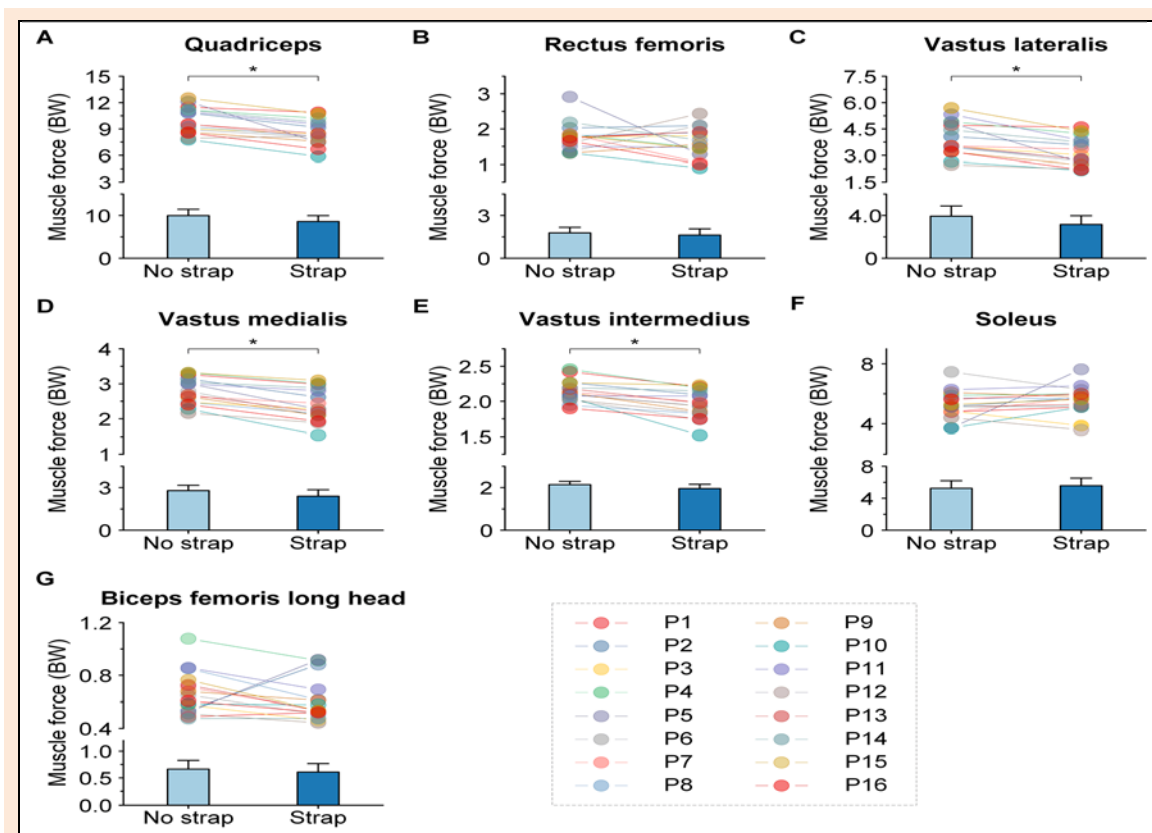 A
Quadriceps
*
Muscle force (BW)
15
12
9
6
3
10
0
No strap Strap
B
Rectus femoris
Muscle force (BW)
3
2
1
3
0
No strap Strap
C
Vastus lateralis
*
Muscle force (BW)
7.5
6.0
4.5
3.0
1.5
4.0
0
No strap Strap
D
Vastus medialis
*
Muscle force (BW)
4
3
2
1
3
0
No strap Strap
E
Vastus intermedius
*
Muscle force (BW)
2.5
2.0
1.5
2
0
No strap Strap
F
Soleus
Muscle force (BW)
8
6
4
8
4
0
No strap Strap
G
Biceps femoris long head
Muscle force (BW)
1.2
0.8
0.4
1.0
0.5
0.0
No strap Strap
P1 P9
P2 P10
P3 P11
P4 P12
P5 P13
P6 P14
P7 P15
P8 P16